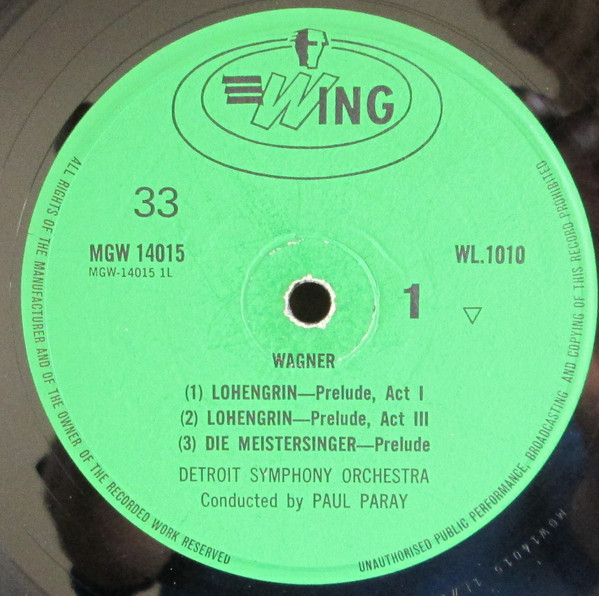 WING
33
MGW 14015
MGW-14015 1L
WL.1010
1
WAGNER
(1) LOHENGRIN—Prelude, Act I
(2) LOHENGRIN—Prelude, Act III
(3) DIE MEISTERSINGER—Prelude
DETROIT SYMPHONY ORCHESTRA
Conducted by PAUL PARAY
ALL RIGHTS OF THE MANUFACTURER AND OF THE OWNER OF THE RECORDED WORK RESERVED
UNAUTHORISED PUBLIC PERFORMANCE, BROADCASTING AND COPYING OF THIS RECORD PROHIBITED